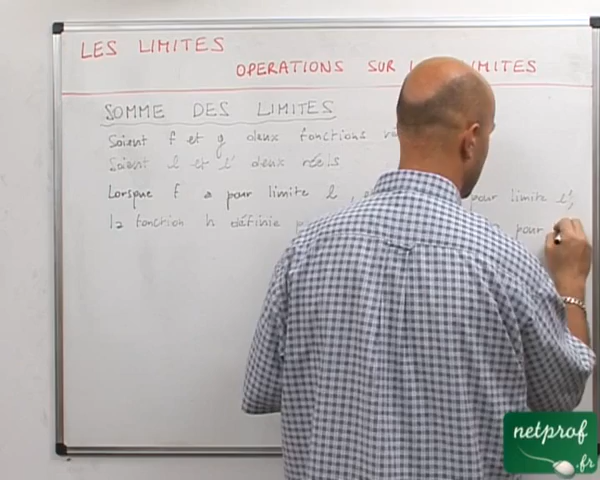 LES LIMITES
OPERATIONS SUR LIMITES
SOMME DES LIMITES
Soient f et g deux fonctions
Soient l et l' deux réels
Lorsque f a pour limite l, pour limite l',
la fonction h définie pour
netprof
.fr